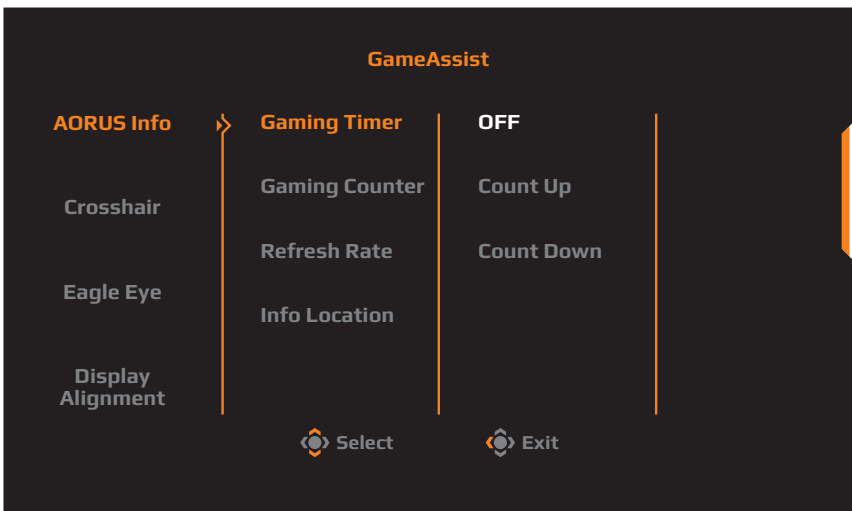 GameAssist
AORUS Info
Crosshair
Eagle Eye
Display
Alignment
Gaming Timer
Gaming Counter
Refresh Rate
Info Location
OFF
Count Up
Count Down
Select
Exit